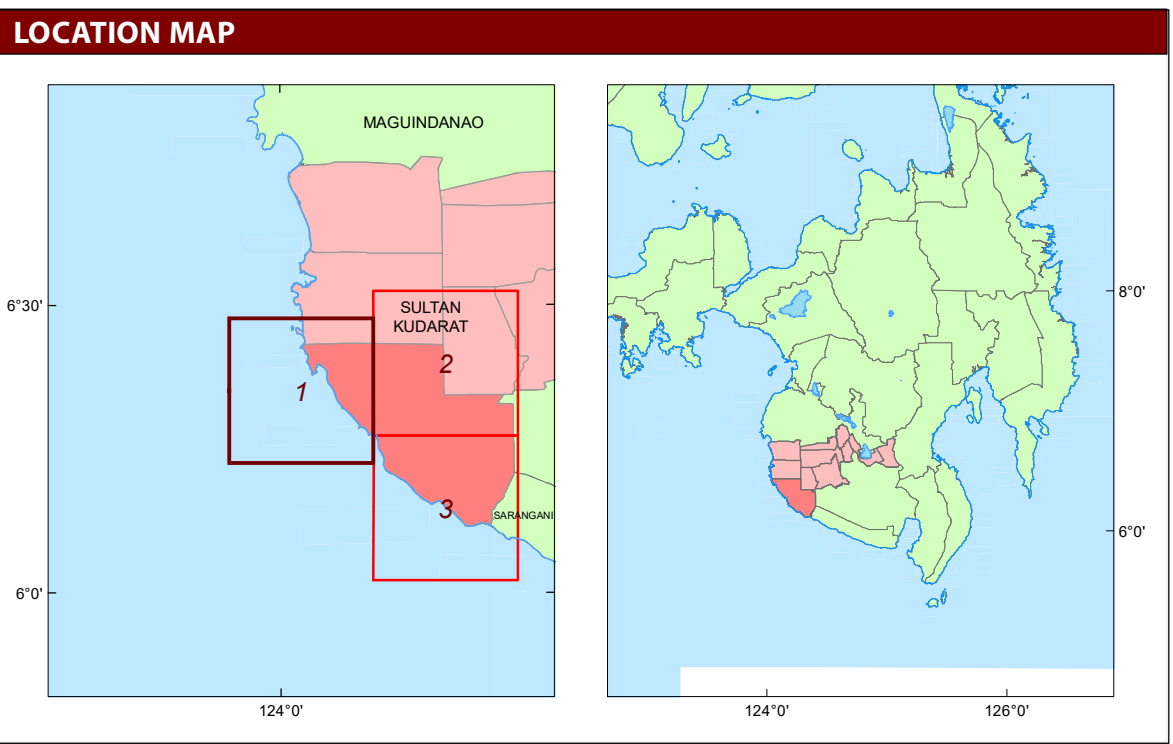 LOCATION MAP
MAGUINDANAO
6°30'
SULTAN
KUDARAT
2
1
3
SARANGANI
6°0'
124°0'
8°0'
6°0'
124°0'
126°0'